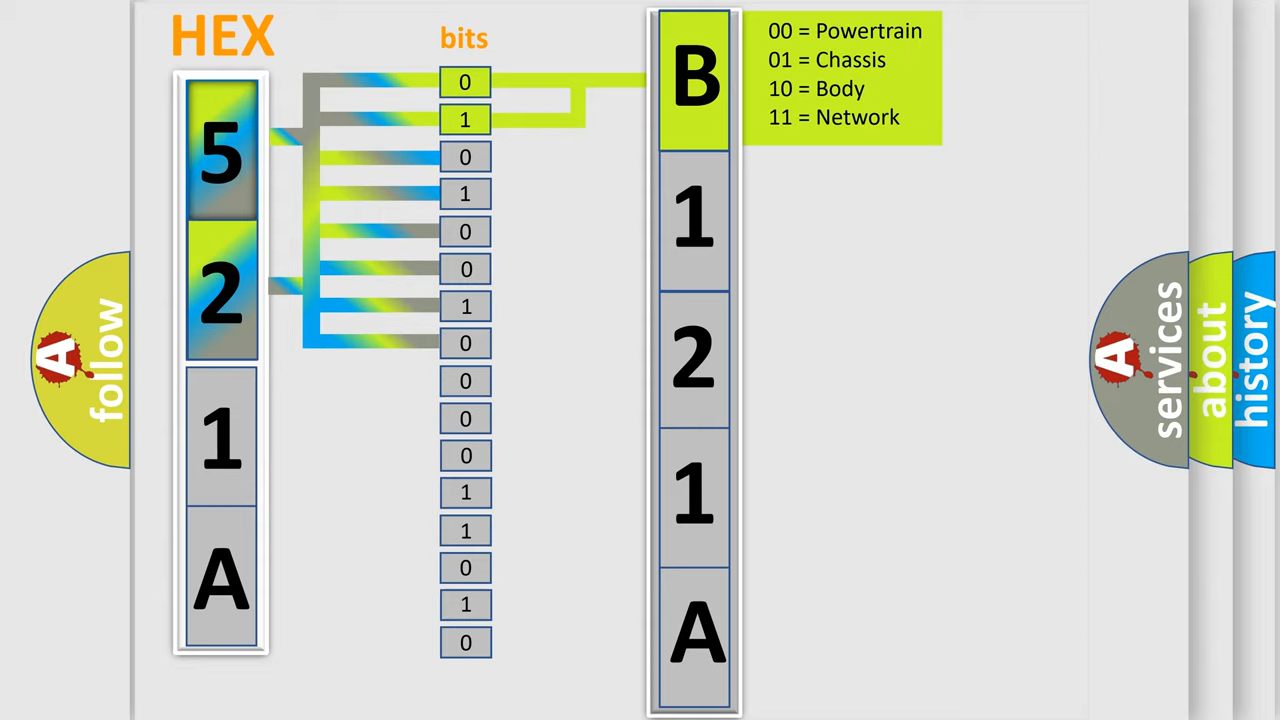 HEX
bits
5
2
1
A
0
1
0
1
0
0
1
0
0
0
0
1
1
0
1
0
B
1
2
1
A
00 = Powertrain
01 = Chassis
10 = Body
11 = Network
A
follow
A
services
about
history